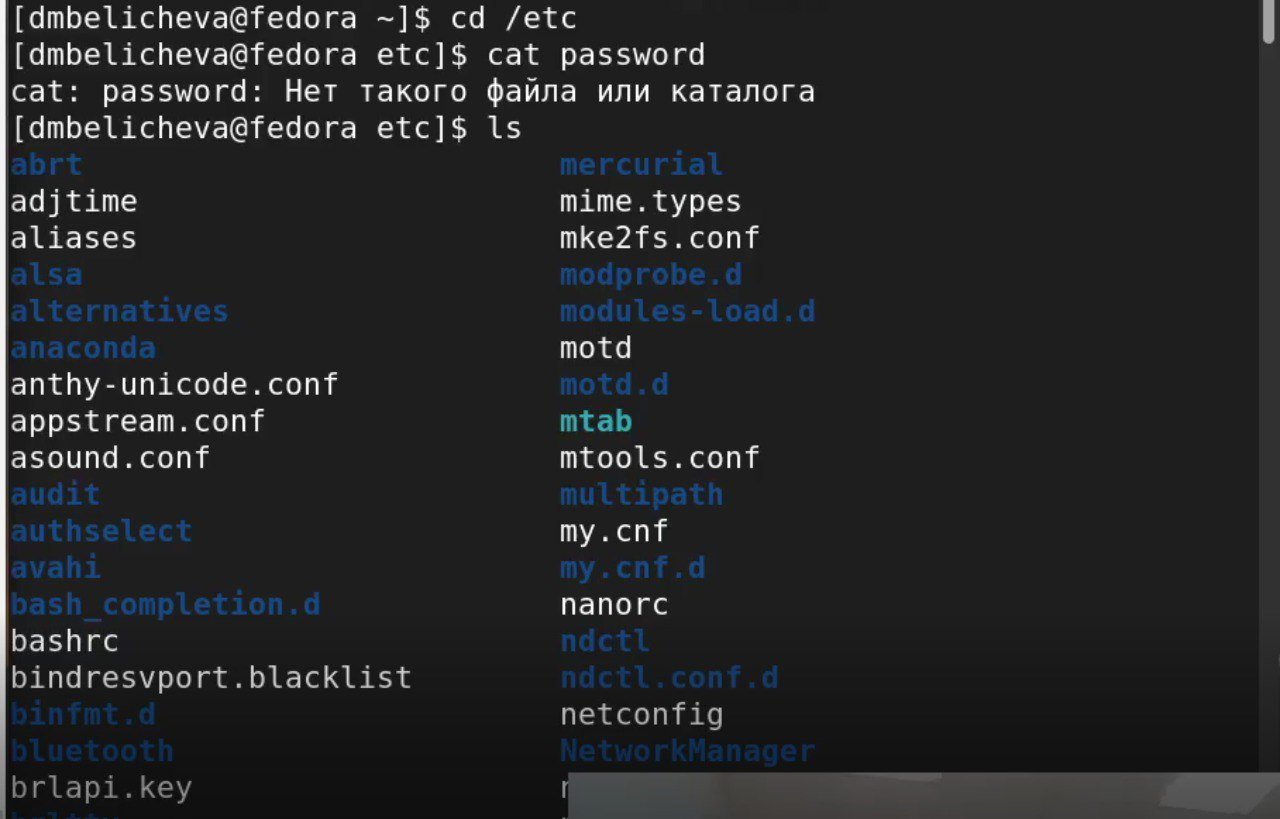 [dmbelicheva@fedora ~]$ cd /etc
[dmbelicheva@fedora etc]$ cat password
cat: password: Нет такого файла или каталога
[dmbelicheva@fedora etc]$ ls
abrt mercurial
adjtime mime.types
aliases mke2fs.conf
alsa modprobe.d
alternatives modules-load.d
anaconda motd
anthy-unicode.conf motd.d
appstream.conf mtab
asound.conf mtools.conf
audit multipath
authselect my.cnf
avahi my.cnf.d
bash_completion.d nanorc
bashrc ndctl
bindresvport.blacklist ndctl.conf.d
binfmt.d netconfig
bluetooth NetworkManager
brlapi.key